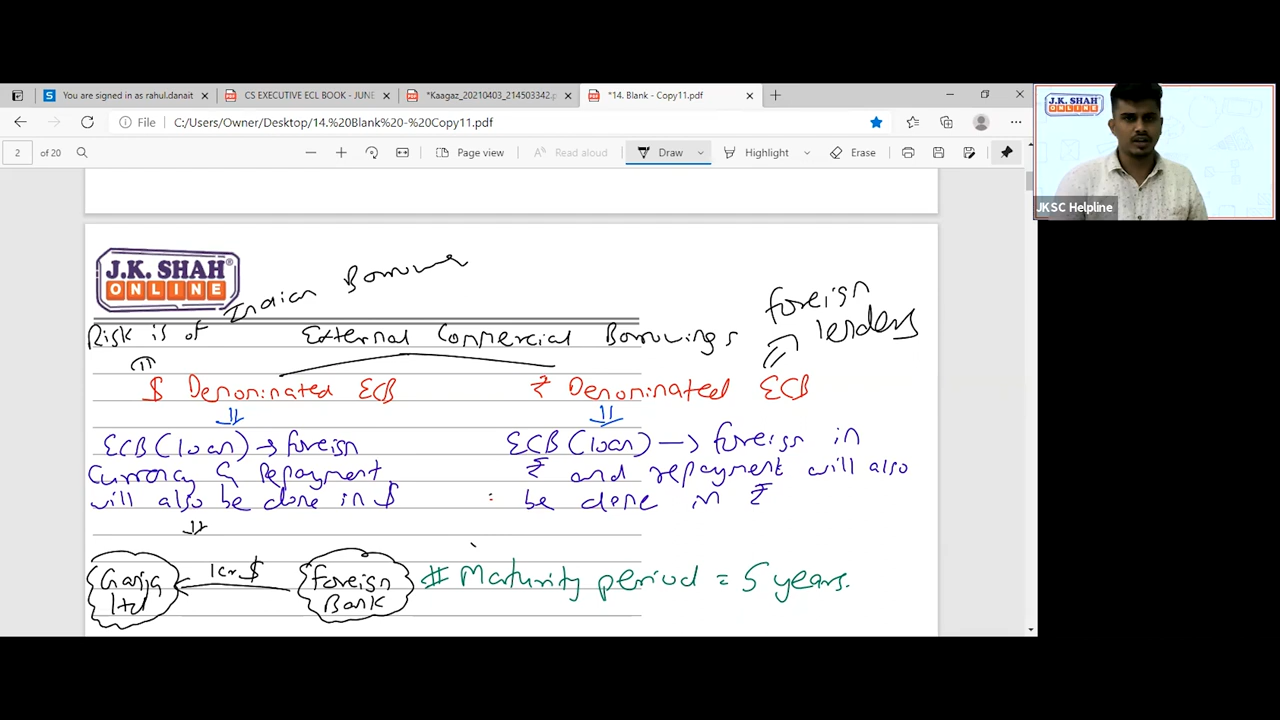 You are signed in as rahul.danait
CS EXECUTIVE ECL BOOK - JUNE
*Kaagaz_20210403_214503342.p
*14. Blank - Copy11.pdf
File
C:/Users/Owner/Desktop/14.%20Blank%20-%20Copy11.pdf
2 of 20
Page view
Read aloud
Draw
Highlight
Erase
J.K. SHAH
ONLINE
JKSC Helpline
J.K. SHAH
ONLINE
Indian Borrower
foreign
lenders
Risk is of
External Commercial Borrowings
$ Denominated ECB
₹ Denominated ECB
ECB (loan) → foreign
Currency & Repayment
will also be done in $
ECB (loan) → foreign in
₹ and repayment will also
be done in ₹
Ganga
ltd
1cr $
Foreign
Bank
# Maturity period = 5 years.